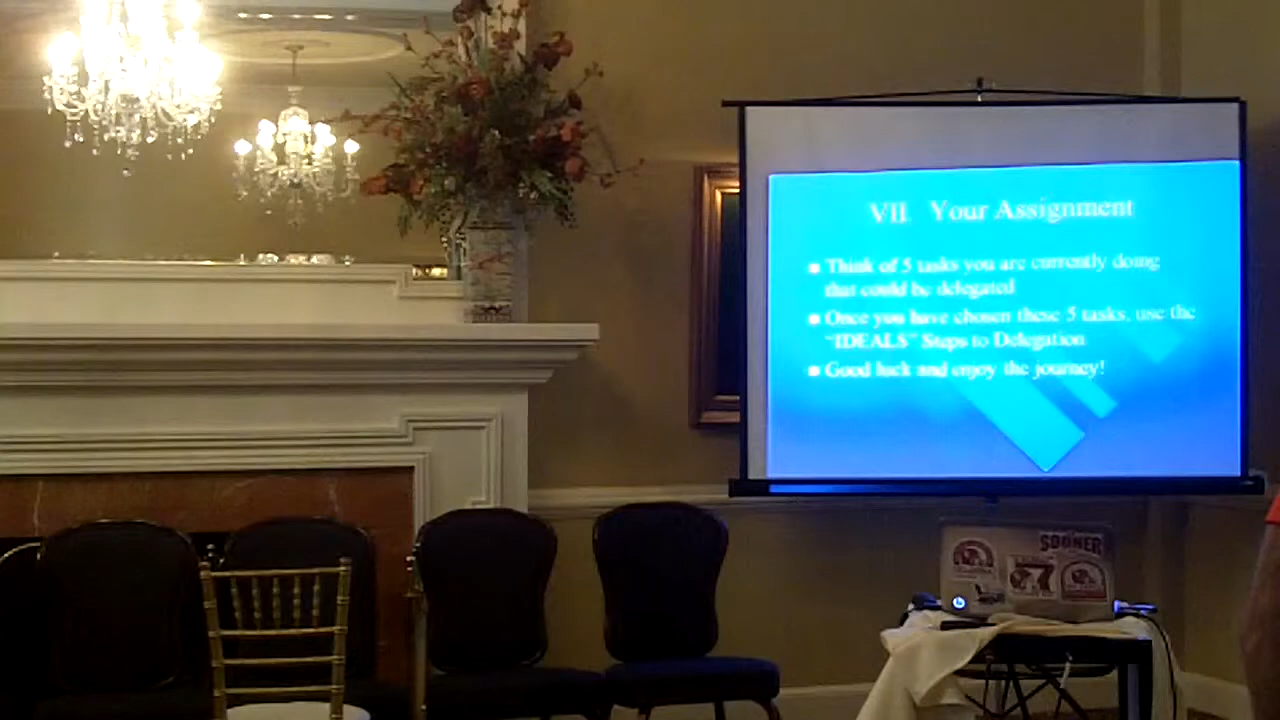 VII. Your Assignment
Think of 5 tasks you are currently doing
that could be delegated
Once you have chosen these 5 tasks, use the
"IDEALS" Steps to Delegation
Good luck and enjoy the journey!
SOONER